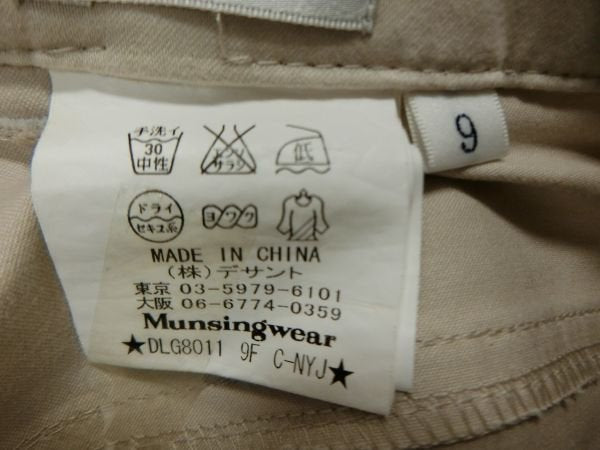 手洗イ
30
中性
エンソ
サラシ
低
9
ドライ
セキユ系
ヨワク
MADE IN CHINA
(株)デサント
東京 03-5979-6101
大阪 06-6774-0359
Munsingwear
★DLG8011 9F C-NYJ★